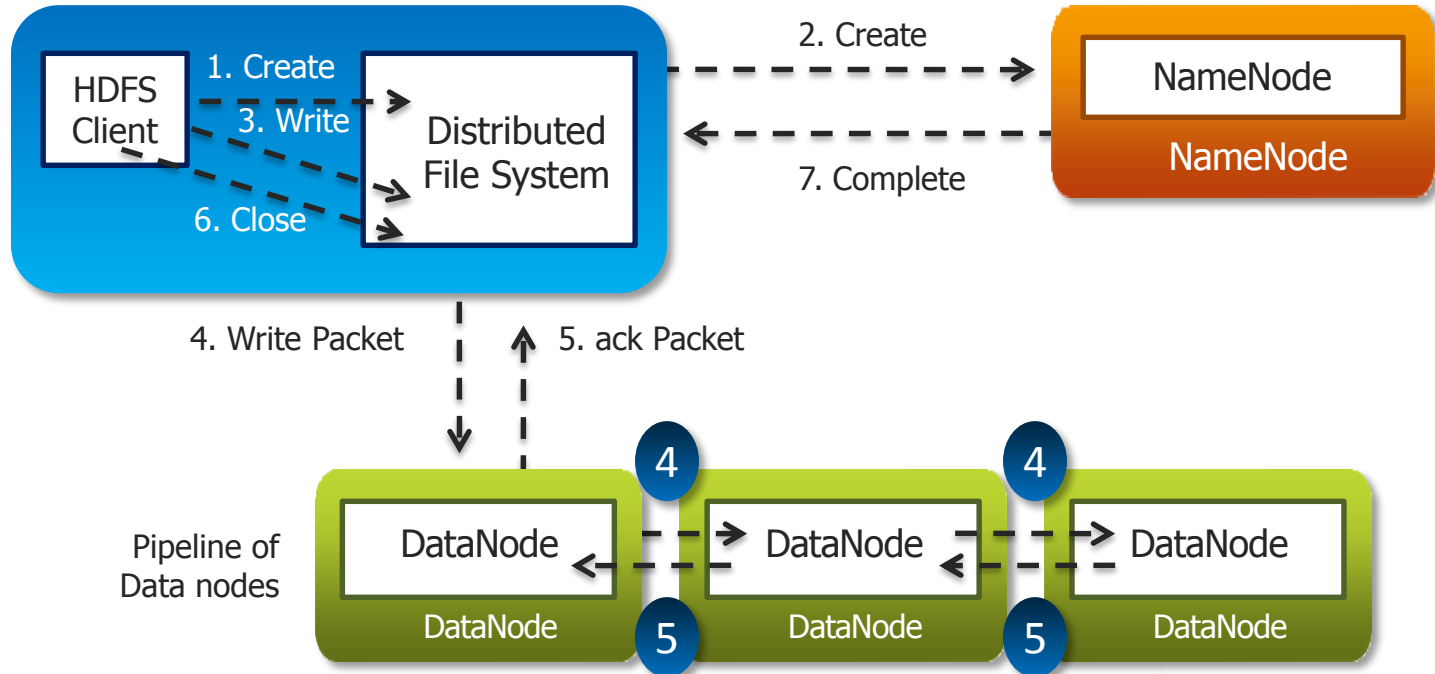 2. Create
HDFS
Client
1. Create
3. Write
6. Close
Distributed
File System
NameNode
NameNode
7. Complete
4. Write Packet
5. ack Packet
4
4
Pipeline of
Data nodes
DataNode
DataNode
DataNode
DataNode
DataNode
DataNode
5
5